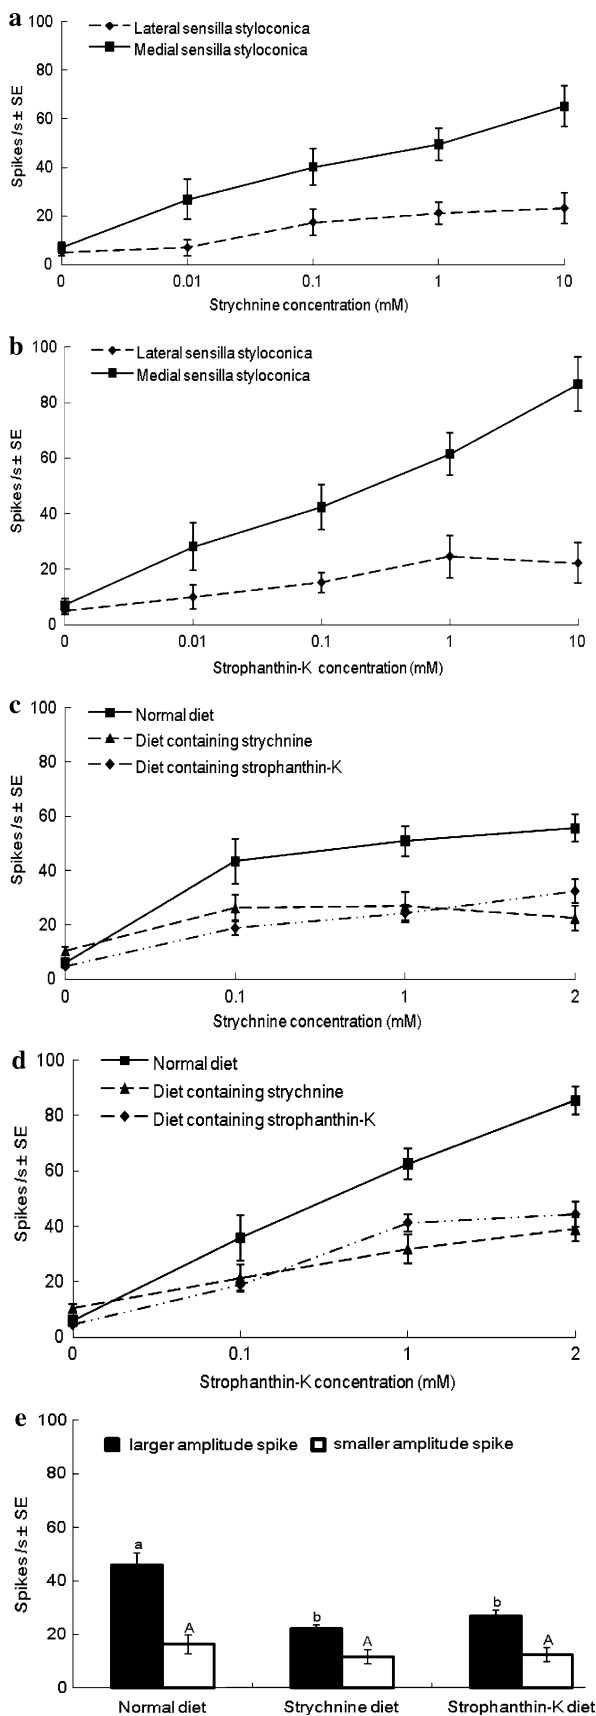 a
100
80
60
40
20
0
Spikes /s ± SE
Lateral sensilla styloconica
Medial sensilla styloconica
0 0.01 0.1 1 10
Strychnine concentration (mM)
b
100
80
60
40
20
0
Spikes /s ± SE
Lateral sensilla styloconica
Medial sensilla styloconica
0 0.01 0.1 1 10
Strophanthin-K concentration (mM)
c
100
80
60
40
20
0
Spikes /s ± SE
Normal diet
Diet containing strychnine
Diet containing strophanthin-K
0 0.1 1 2
Strychnine concentration (mM)
d
100
80
60
40
20
0
Spikes /s ± SE
Normal diet
Diet containing strychnine
Diet containing strophanthin-K
0 0.1 1 2
Strophanthin-K concentration (mM)
e
100
80
60
40
20
0
Spikes /s ± SE
larger amplitude spike smaller amplitude spike
a A b A b A
Normal diet Strychnine diet Strophanthin-K diet